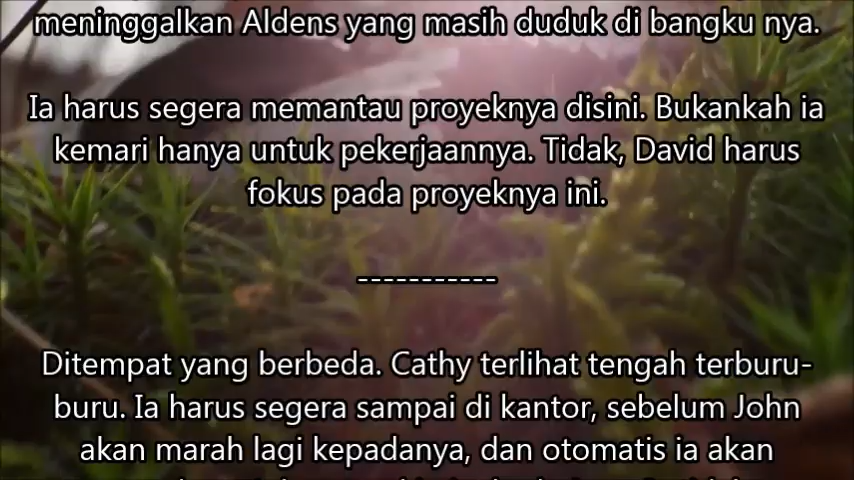 meninggalkan Aldens yang masih duduk di bangku nya.
Ia harus segera memantau proyeknya disini. Bukankah ia
kemari hanya untuk pekerjaannya. Tidak, David harus
fokus pada proyeknya ini.
-----------
Ditempat yang berbeda. Cathy terlihat tengah terburu-
buru. Ia harus segera sampai di kantor, sebelum John
akan marah lagi kepadanya, dan otomatis ia akan